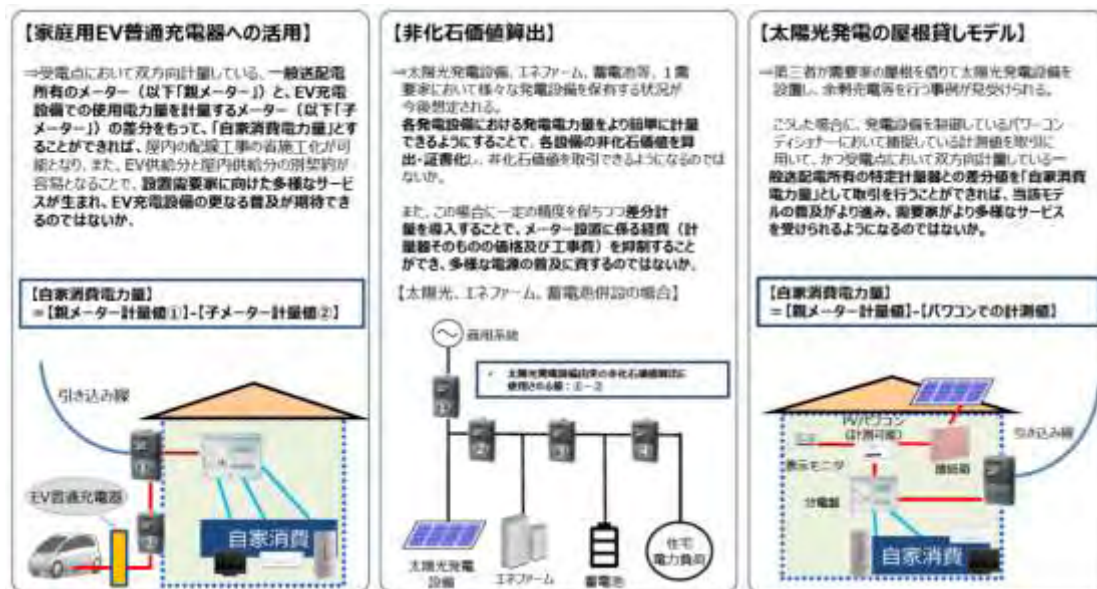 【家庭用EV普通充電器への活用】
⇒受電点において双方向計量している、一般送配電
所有のメーター（以下「親メーター」）と、EV充電
設備での使用電力量を計量するメーター（以下「子
メーター」）の差分をもって、「自家消費電力量」とす
ることができれば、屋内の配線工事の省施工化が可
能となり、また、EV供給分と屋内供給分の別契約が
容易となることで、設置需要家に向けた多様なサービ
スが生まれ、EV充電設備の更なる普及が期待でき
るのではないか。
【自家消費電力量】
＝【親メーター計量値①】-【子メーター計量値②】
引き込み線
①
EV普通充電器
②
自家消費
【非化石価値算出】
⇒太陽光発電設備、エネファーム、蓄電池等、１需
要家において様々な発電設備を保有する状況が
今後想定される。
各発電設備における発電電力量をより簡単に計量
できるようにすることで、各設備の非化石価値を算
出・証書化し、非化石価値を取引できるようになるのでは
ないか。
また、この場合に一定の精度を保ちつつ差分計
量を導入することで、メーター設置に係る経費（計
量器そのものの価格及び工事費）を抑制すること
ができ、多様な電源の普及に資するのではないか。
【太陽光、エネファーム、蓄電池併設の場合】
商用系統
太陽光発電設備由来の非化石価値算出に
①
②
③
④
太陽光発電
設備
エネファーム
蓄電池
住宅
電力負荷
【太陽光発電の屋根貸しモデル】
⇒第三者が需要家の屋根を借りて太陽光発電設備を
設置し、余剰売電等を行う事例が見受けられる。
こうした場合に、発電設備を制御しているパワーコン
ディショナーにおいて捕捉している計測値を取引に
用いて、かつ受電点において双方向計量している一
般送配電所有の特定計量器との差分値を「自家消費
電力量」として取引を行うことができれば、当該モデ
ルの普及がより進み、需要家がより多様なサービス
を受けられるようになるのではないか。
【自家消費電力量】
＝【親メーター計量値】-【パワコンでの計測値】
PVパワコン
（計測可能）
引き込み線
表示モニタ
接続箱
分電盤
自家消費